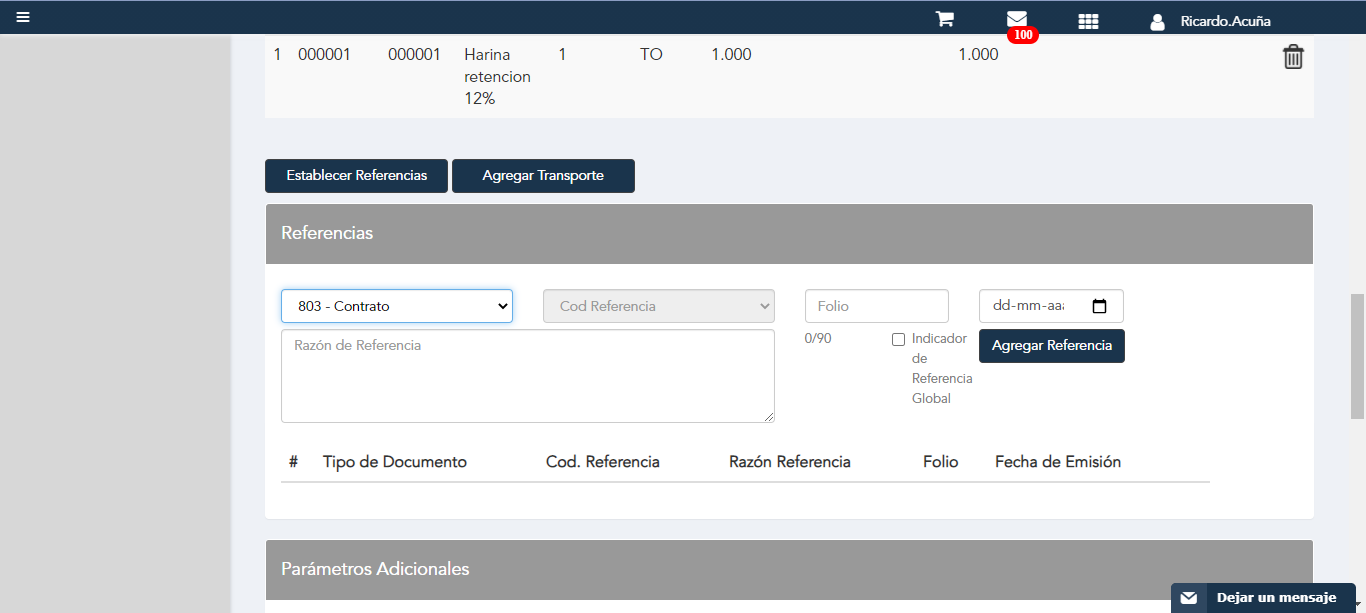 100
Ricardo.Acuña
1 000001 000001 Harina retencion 12% 1 TO 1.000 1.000
Establecer Referencias
Agregar Transporte
Referencias
803 - Contrato
Cod Referencia
Folio
dd-mm-aaa
Razón de Referencia
0/90
Indicador
de
Referencia
Global
Agregar Referencia
# Tipo de Documento Cod. Referencia Razón Referencia Folio Fecha de Emisión
Parámetros Adicionales
Dejar un mensaje